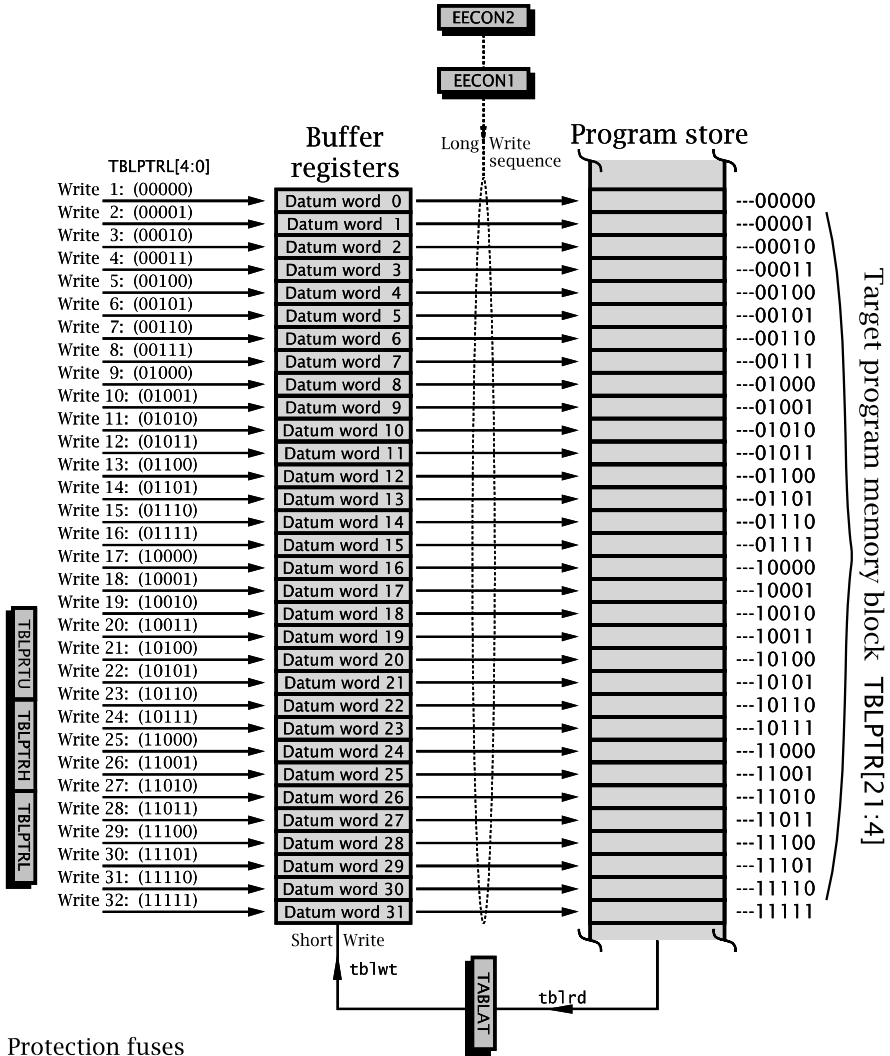 EECON2
EECON1
Long Write
sequence
Buffer
registers
Program store
TBLPTRL[4:0]
Write 1: (00000)
Datum word 0
---00000
Write 2: (00001)
Datum word 1
---00001
Write 3: (00010)
Datum word 2
---00010
Write 4: (00011)
Datum word 3
---00011
Write 5: (00100)
Datum word 4
---00100
Write 6: (00101)
Datum word 5
---00101
Write 7: (00110)
Datum word 6
---00110
Write 8: (00111)
Datum word 7
---00111
Write 9: (01000)
Datum word 8
---01000
Write 10: (01001)
Datum word 9
---01001
Write 11: (01010)
Datum word 10
---01010
Write 12: (01011)
Datum word 11
---01011
Write 13: (01100)
Datum word 12
---01100
Write 14: (01101)
Datum word 13
---01101
Write 15: (01110)
Datum word 14
---01110
Write 16: (01111)
Datum word 15
---01111
Write 17: (10000)
Datum word 16
---10000
Write 18: (10001)
Datum word 17
---10001
Write 19: (10010)
Datum word 18
---10010
Write 20: (10011)
Datum word 19
---10011
Write 21: (10100)
Datum word 20
---10100
Write 22: (10101)
Datum word 21
---10101
Write 23: (10110)
Datum word 22
---10110
Write 24: (10111)
Datum word 23
---10111
Write 25: (11000)
Datum word 24
---11000
Write 26: (11001)
Datum word 25
---11001
Write 27: (11010)
Datum word 26
---11010
Write 28: (11011)
Datum word 27
---11011
Write 29: (11100)
Datum word 28
---11100
Write 30: (11101)
Datum word 29
---11101
Write 31: (11110)
Datum word 30
---11110
Write 32: (11111)
Datum word 31
---11111
TBLPRTU
TBLPTRH
TBLPTRL
Target program memory block TBLPTR[21:4]
Short Write
tblwt
TABLAT
tblrd
Protection fuses